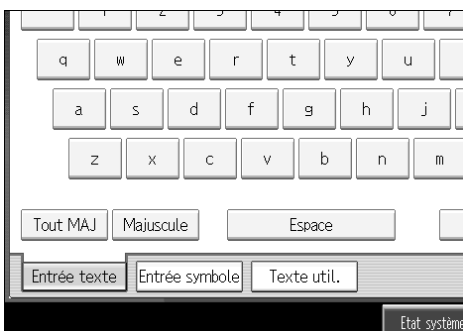 q w e r t y u
a s d f g h j
z x c v b n m
Tout MAJ Majuscule Espace
Entrée texte Entrée symbole Texte util.
Etat système